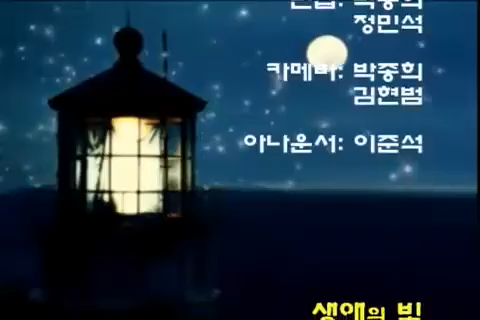 정민석
카메라: 박중희
김현범
아나운서: 이준석
생애의 빛